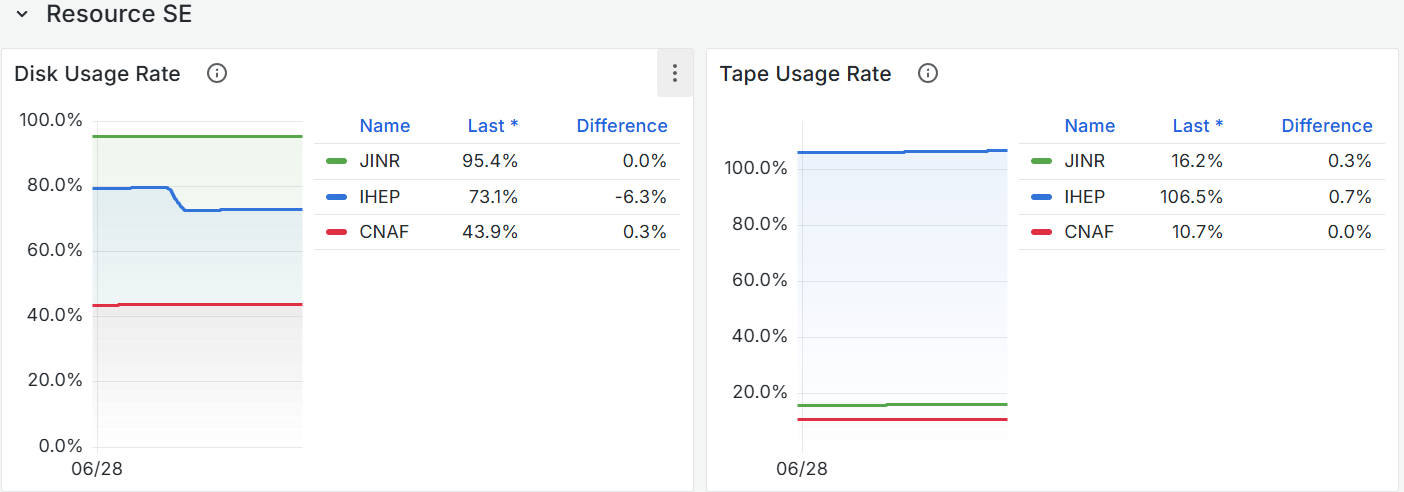 Resource SE
Disk Usage Rate
100.0%
80.0%
60.0%
40.0%
20.0%
0.0%
06/28
Name Last * Difference
JINR 95.4% 0.0%
IHEP 73.1% -6.3%
CNAF 43.9% 0.3%
Tape Usage Rate
100.0%
80.0%
60.0%
40.0%
20.0%
06/28
Name Last * Difference
JINR 16.2% 0.3%
IHEP 106.5% 0.7%
CNAF 10.7% 0.0%